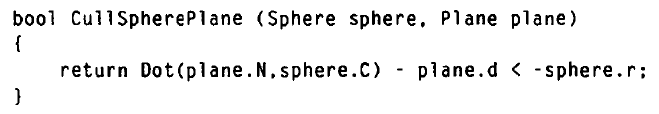 bool CullSpherePlane (Sphere sphere, Plane plane)
{
return Dot(plane.N,sphere.C) - plane.d < -sphere.r;
}